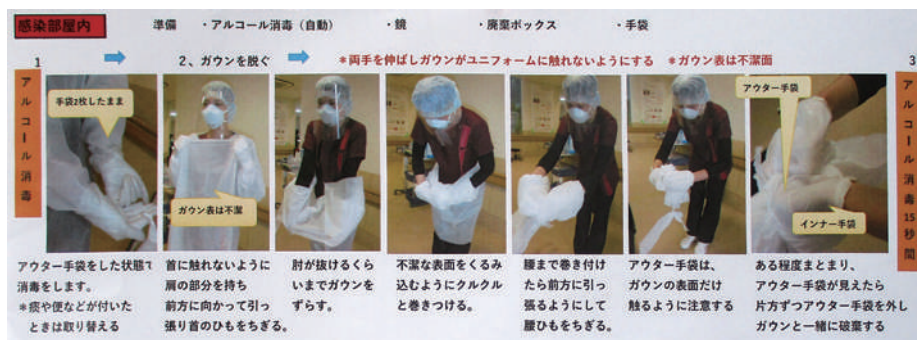 感染部屋内 準備 ・アルコール消毒（自動） ・鏡 ・廃棄ボックス ・手袋
1 2、ガウンを脱ぐ ＊両手を伸ばしガウンがユニフォームに触れないようにする ＊ガウン表は不潔面 3
アルコール消毒
手袋2枚したまま
ガウン表は不潔
アウター手袋
インナー手袋
アルコール消毒15秒間
アウター手袋をした状態で
消毒をします。
＊痰や便などが付いた
ときは取り替える
首に触れないように
肩の部分を持ち
前方に向かって引っ
張り首のひもをちぎる。
肘が抜けるくら
いまでガウンを
ずらす。
不潔な表面をくるみ
込むようにクルクル
と巻きつける。
腰まで巻き付け
たら前方に引っ
張るようにして
腰ひもをちぎる。
アウター手袋は、
ガウンの表面だけ
触るように注意する
ある程度まとまり、
アウター手袋が見えたら
片方ずつアウター手袋を外し
ガウンと一緒に破棄する